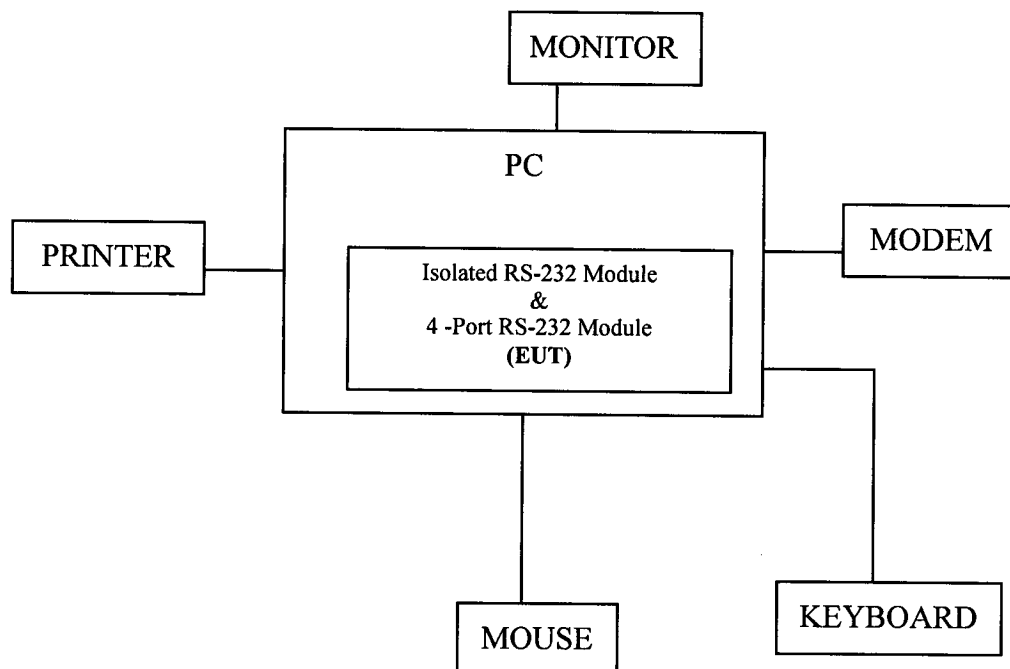 MONITOR
PC
PRINTER
MODEM
Isolated RS-232 Module
&
4 -Port RS-232 Module
(EUT)
MOUSE
KEYBOARD